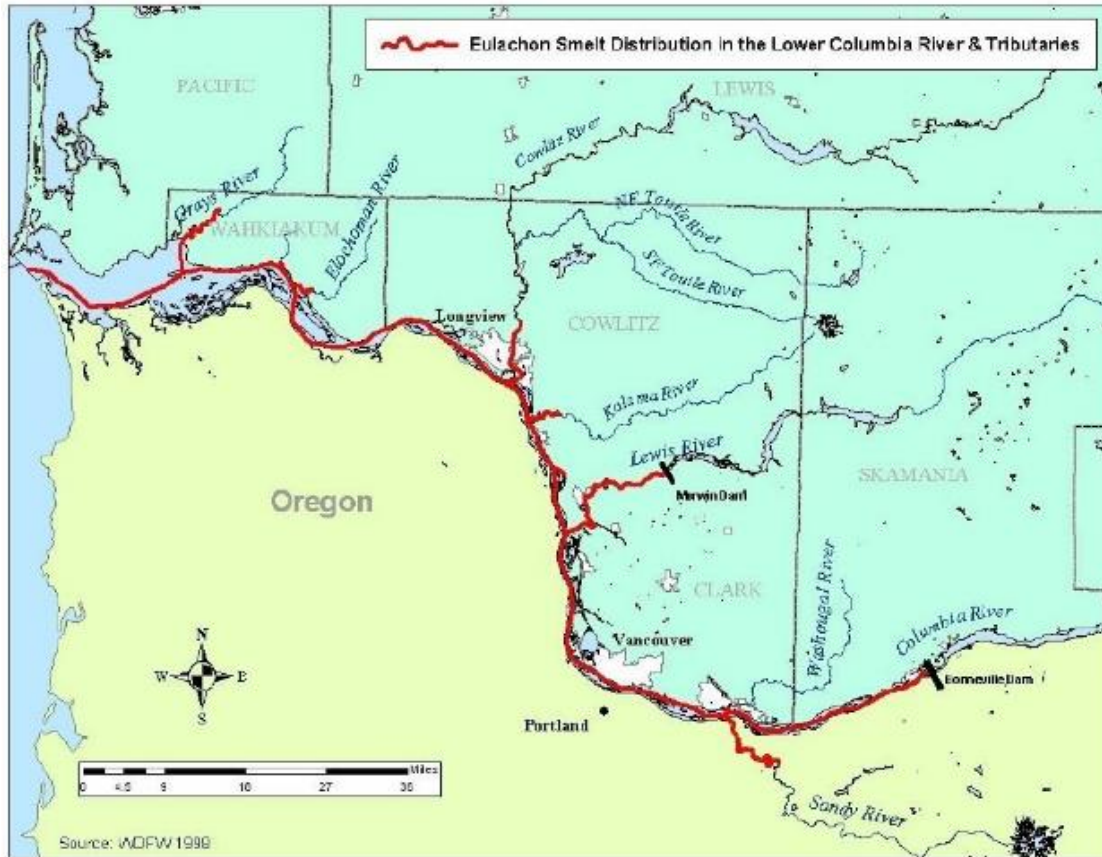 Eulachon Smelt Distribution in the Lower Columbia River & Tributaries
PACIFIC
LEWIS
Cowlitz River
Grays River
WAHKIAKUM
Elochoman River
NF Toutle River
SF Toutle River
Longview
COWLITZ
Kalama River
Lewis River
Merwin Dam
SKAMANIA
Oregon
CLARK
Washougal River
Columbia River
Vancouver
Bonneville Dam
Portland
N
W
E
S
Miles
0 4.5 9 18 27 36
Sandy River
Source: WDFW 1999